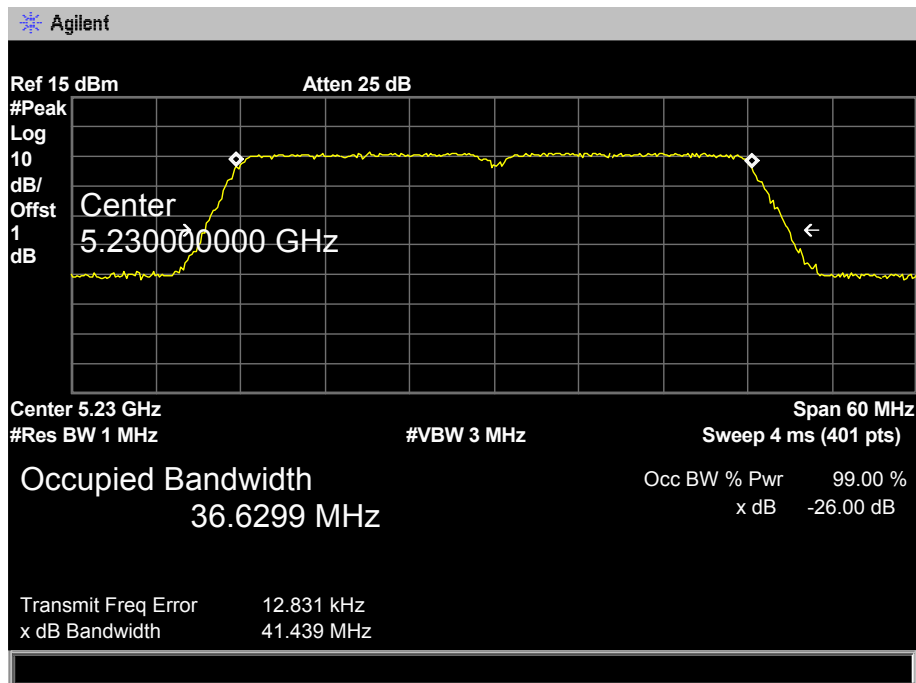 Agilent
Ref 15 dBm Atten 25 dB
#Peak
Log
10
dB/
Offst
1
dB
Center
5.230000000 GHz
Center 5.23 GHz Span 60 MHz
#Res BW 1 MHz #VBW 3 MHz Sweep 4 ms (401 pts)
Occupied Bandwidth
36.6299 MHz
Occ BW % Pwr 99.00 %
x dB -26.00 dB
Transmit Freq Error 12.831 kHz
x dB Bandwidth 41.439 MHz